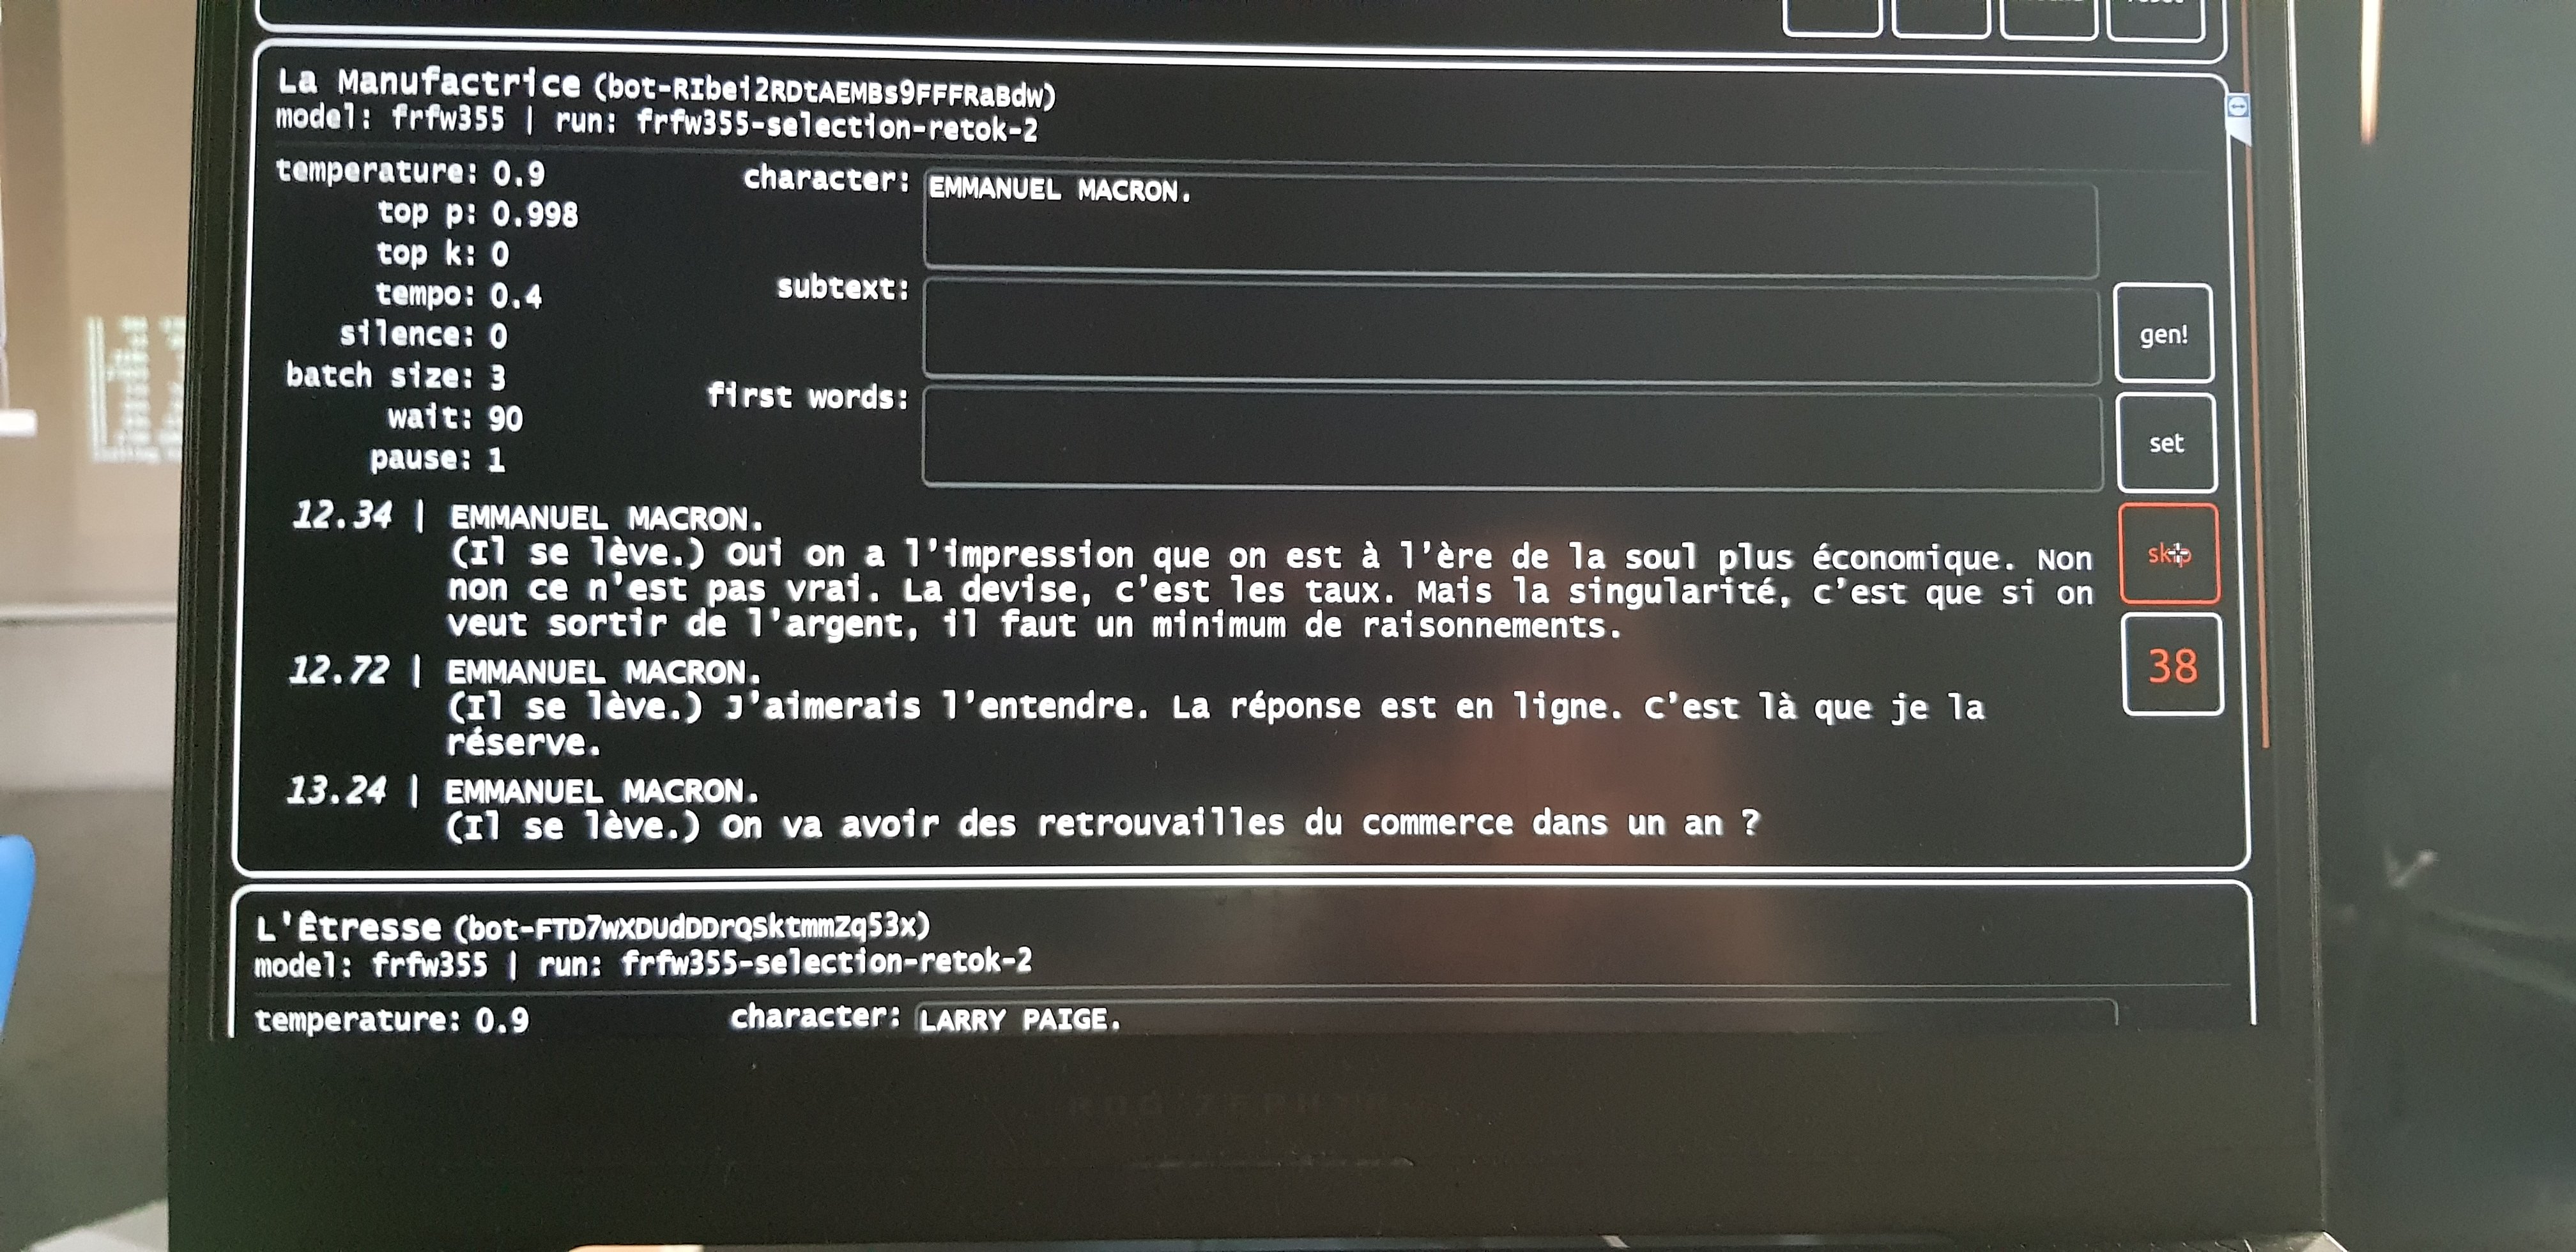 La Manufactrice (bot-RIbei2RDtAEMBs9FFFRaBdw)
model: frfw355 | run: frfw355-selection-retok-2
temperature: 0.9
top p: 0.998
top k: 0
tempo: 0.4
silence: 0
batch size: 3
wait: 90
pause: 1
character: EMMANUEL MACRON.
subtext:
first words:
gen!
set
skip
38
12.34 | EMMANUEL MACRON.
(Il se lève.) Oui on a l'impression que on est à l'ère de la soul plus économique. Non
non ce n'est pas vrai. La devise, c'est les taux. Mais la singularité, c'est que si on
veut sortir de l'argent, il faut un minimum de raisonnements.
12.72 | EMMANUEL MACRON.
(Il se lève.) J'aimerais l'entendre. La réponse est en ligne. C'est là que je la
réserve.
13.24 | EMMANUEL MACRON.
(Il se lève.) On va avoir des retrouvailles du commerce dans un an ?
L'Êtresse (bot-FTD7wXDUdDDrQSktmmZq53x)
model: frfw355 | run: frfw355-selection-retok-2
temperature: 0.9
character: LARRY PAIGE.